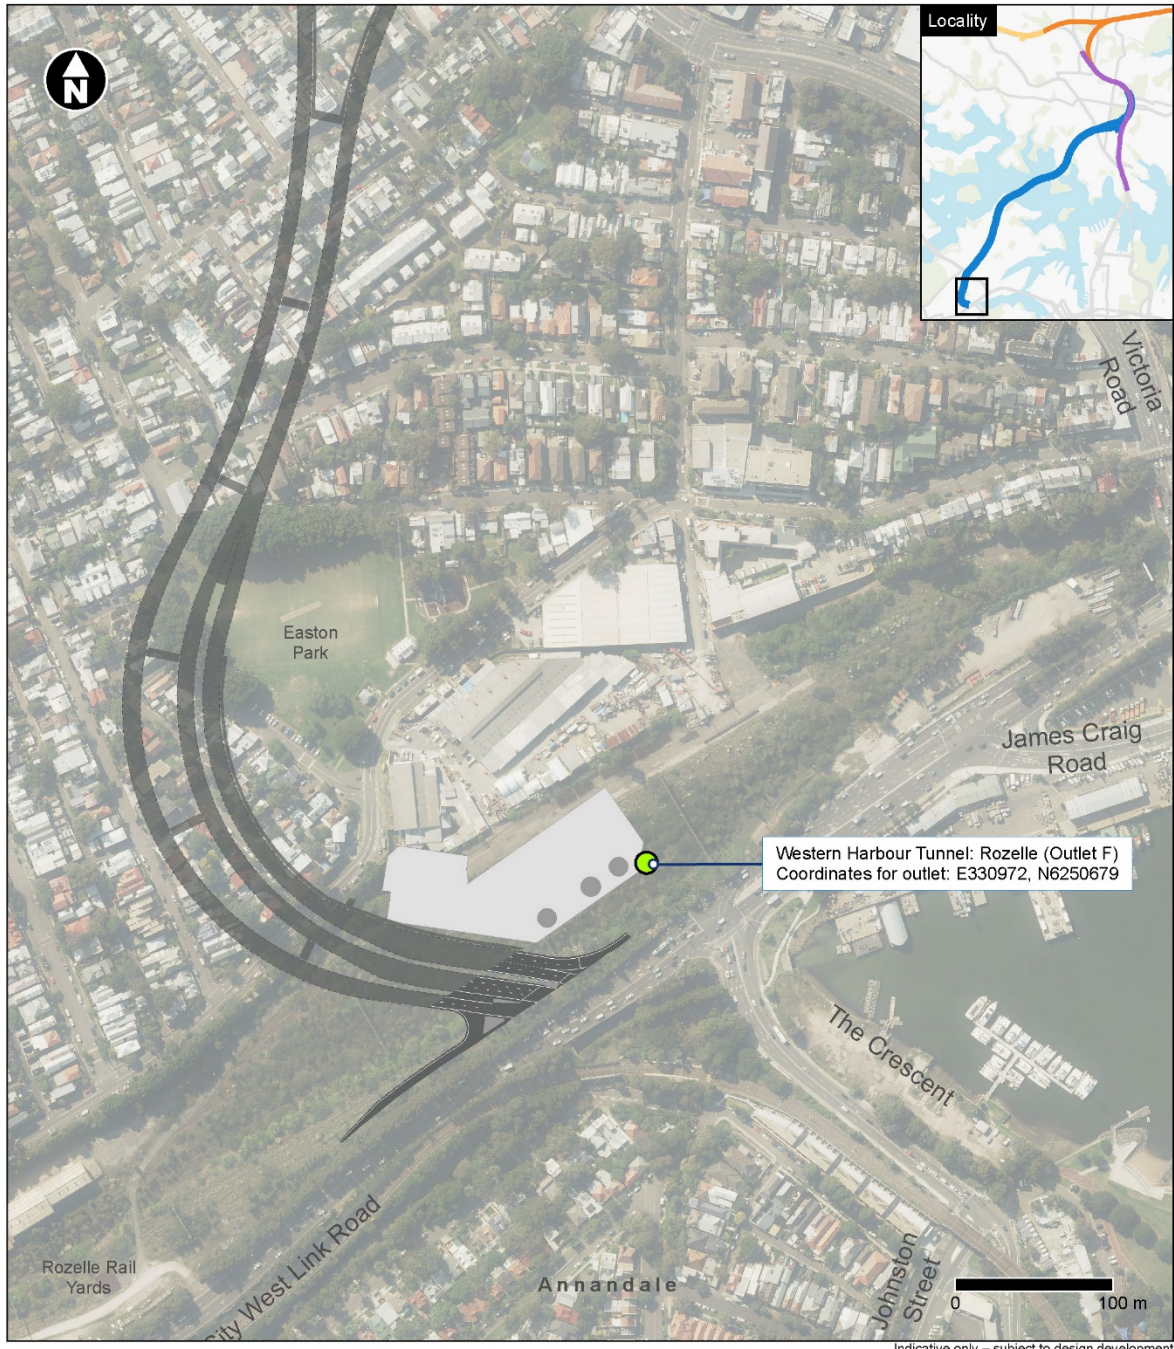 Locality
N
Victoria
Road
Easton
Park
James Craig
Road
Western Harbour Tunnel: Rozelle (Outlet F)
Coordinates for outlet: E330972, N6250679
The Crescent
City West Link Road
Rozelle Rail
Yards
Annandale
Johnston
Street
0 100 m
Indicative only – subject to design development